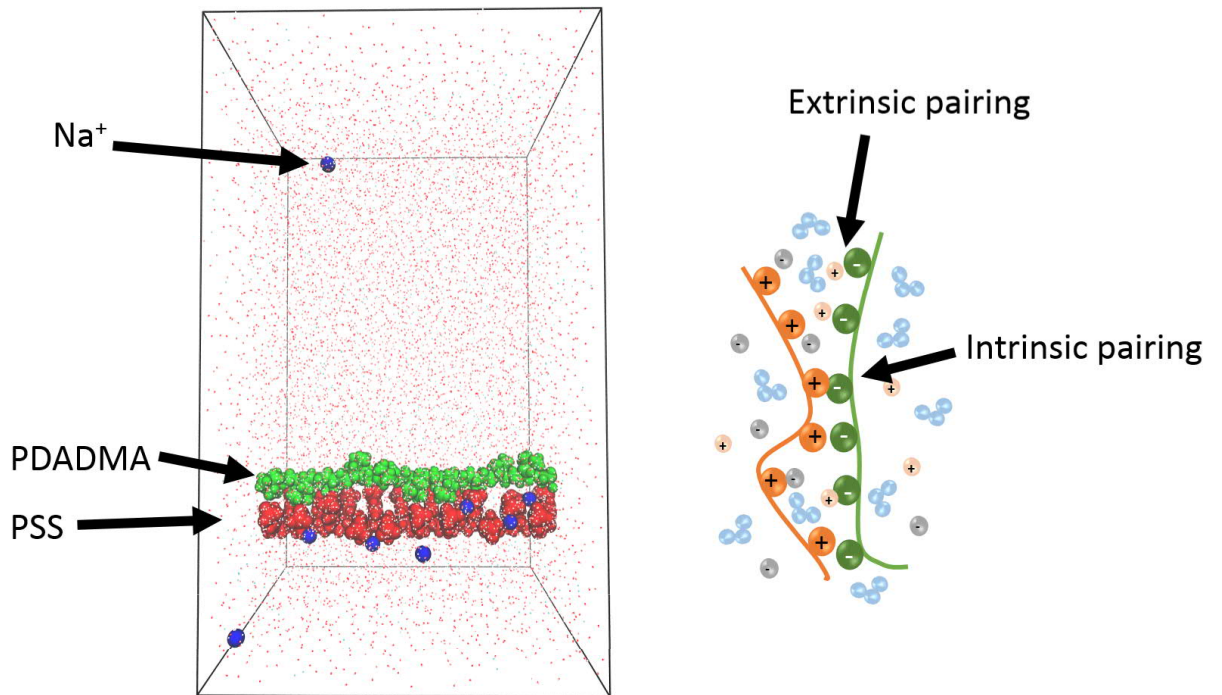 Na⁺
PDADMA
PSS
Extrinsic pairing
Intrinsic pairing